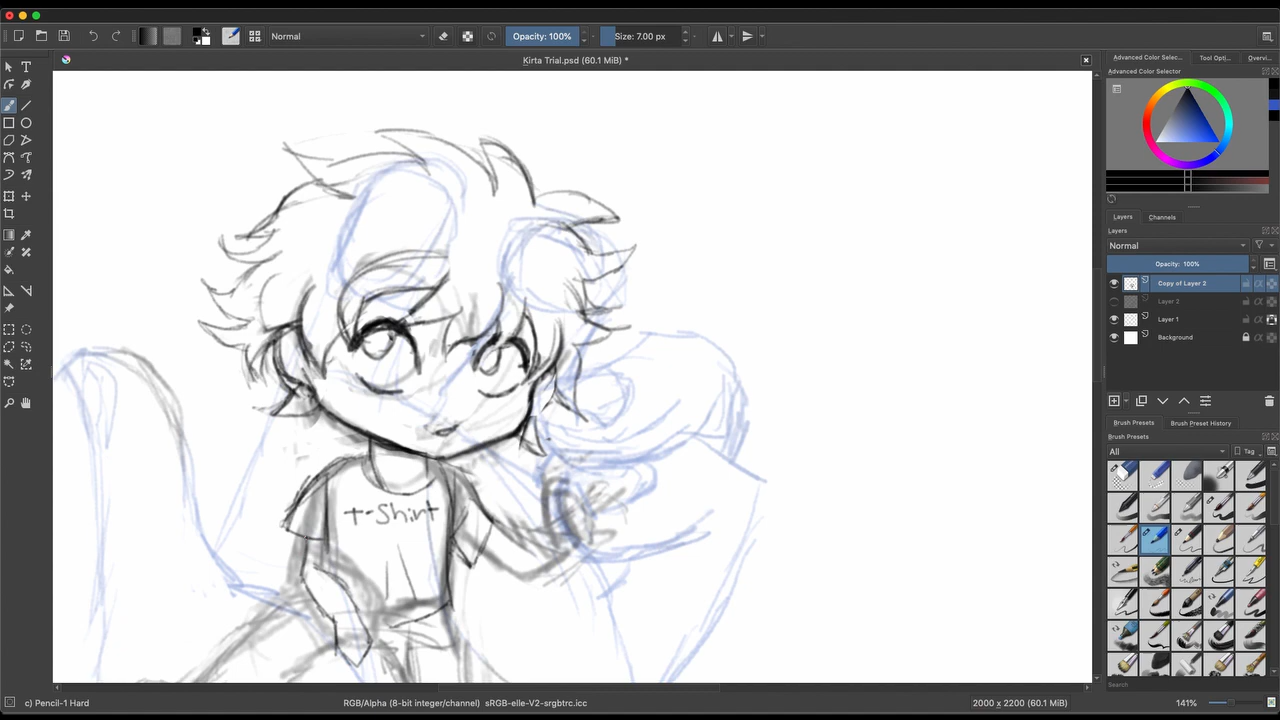 Normal
Opacity: 100%
Size: 7.00 px
Kirta Trial.psd (60.1 MiB) *
Advanced Color Selec...
Tool Opti...
Overvi...
Advanced Color Selector
Layers
Channels
Layers
Normal
Opacity: 100%
Copy of Layer 2
Layer 2
Layer 1
Background
Brush Presets
Brush Preset History
Brush Presets
All
Tag
T-Shirt
Search
c) Pencil-1 Hard
RGB/Alpha (8-bit integer/channel) sRGB-elle-V2-srgbtrc.icc
2000 x 2200 (60.1 MiB)
141%